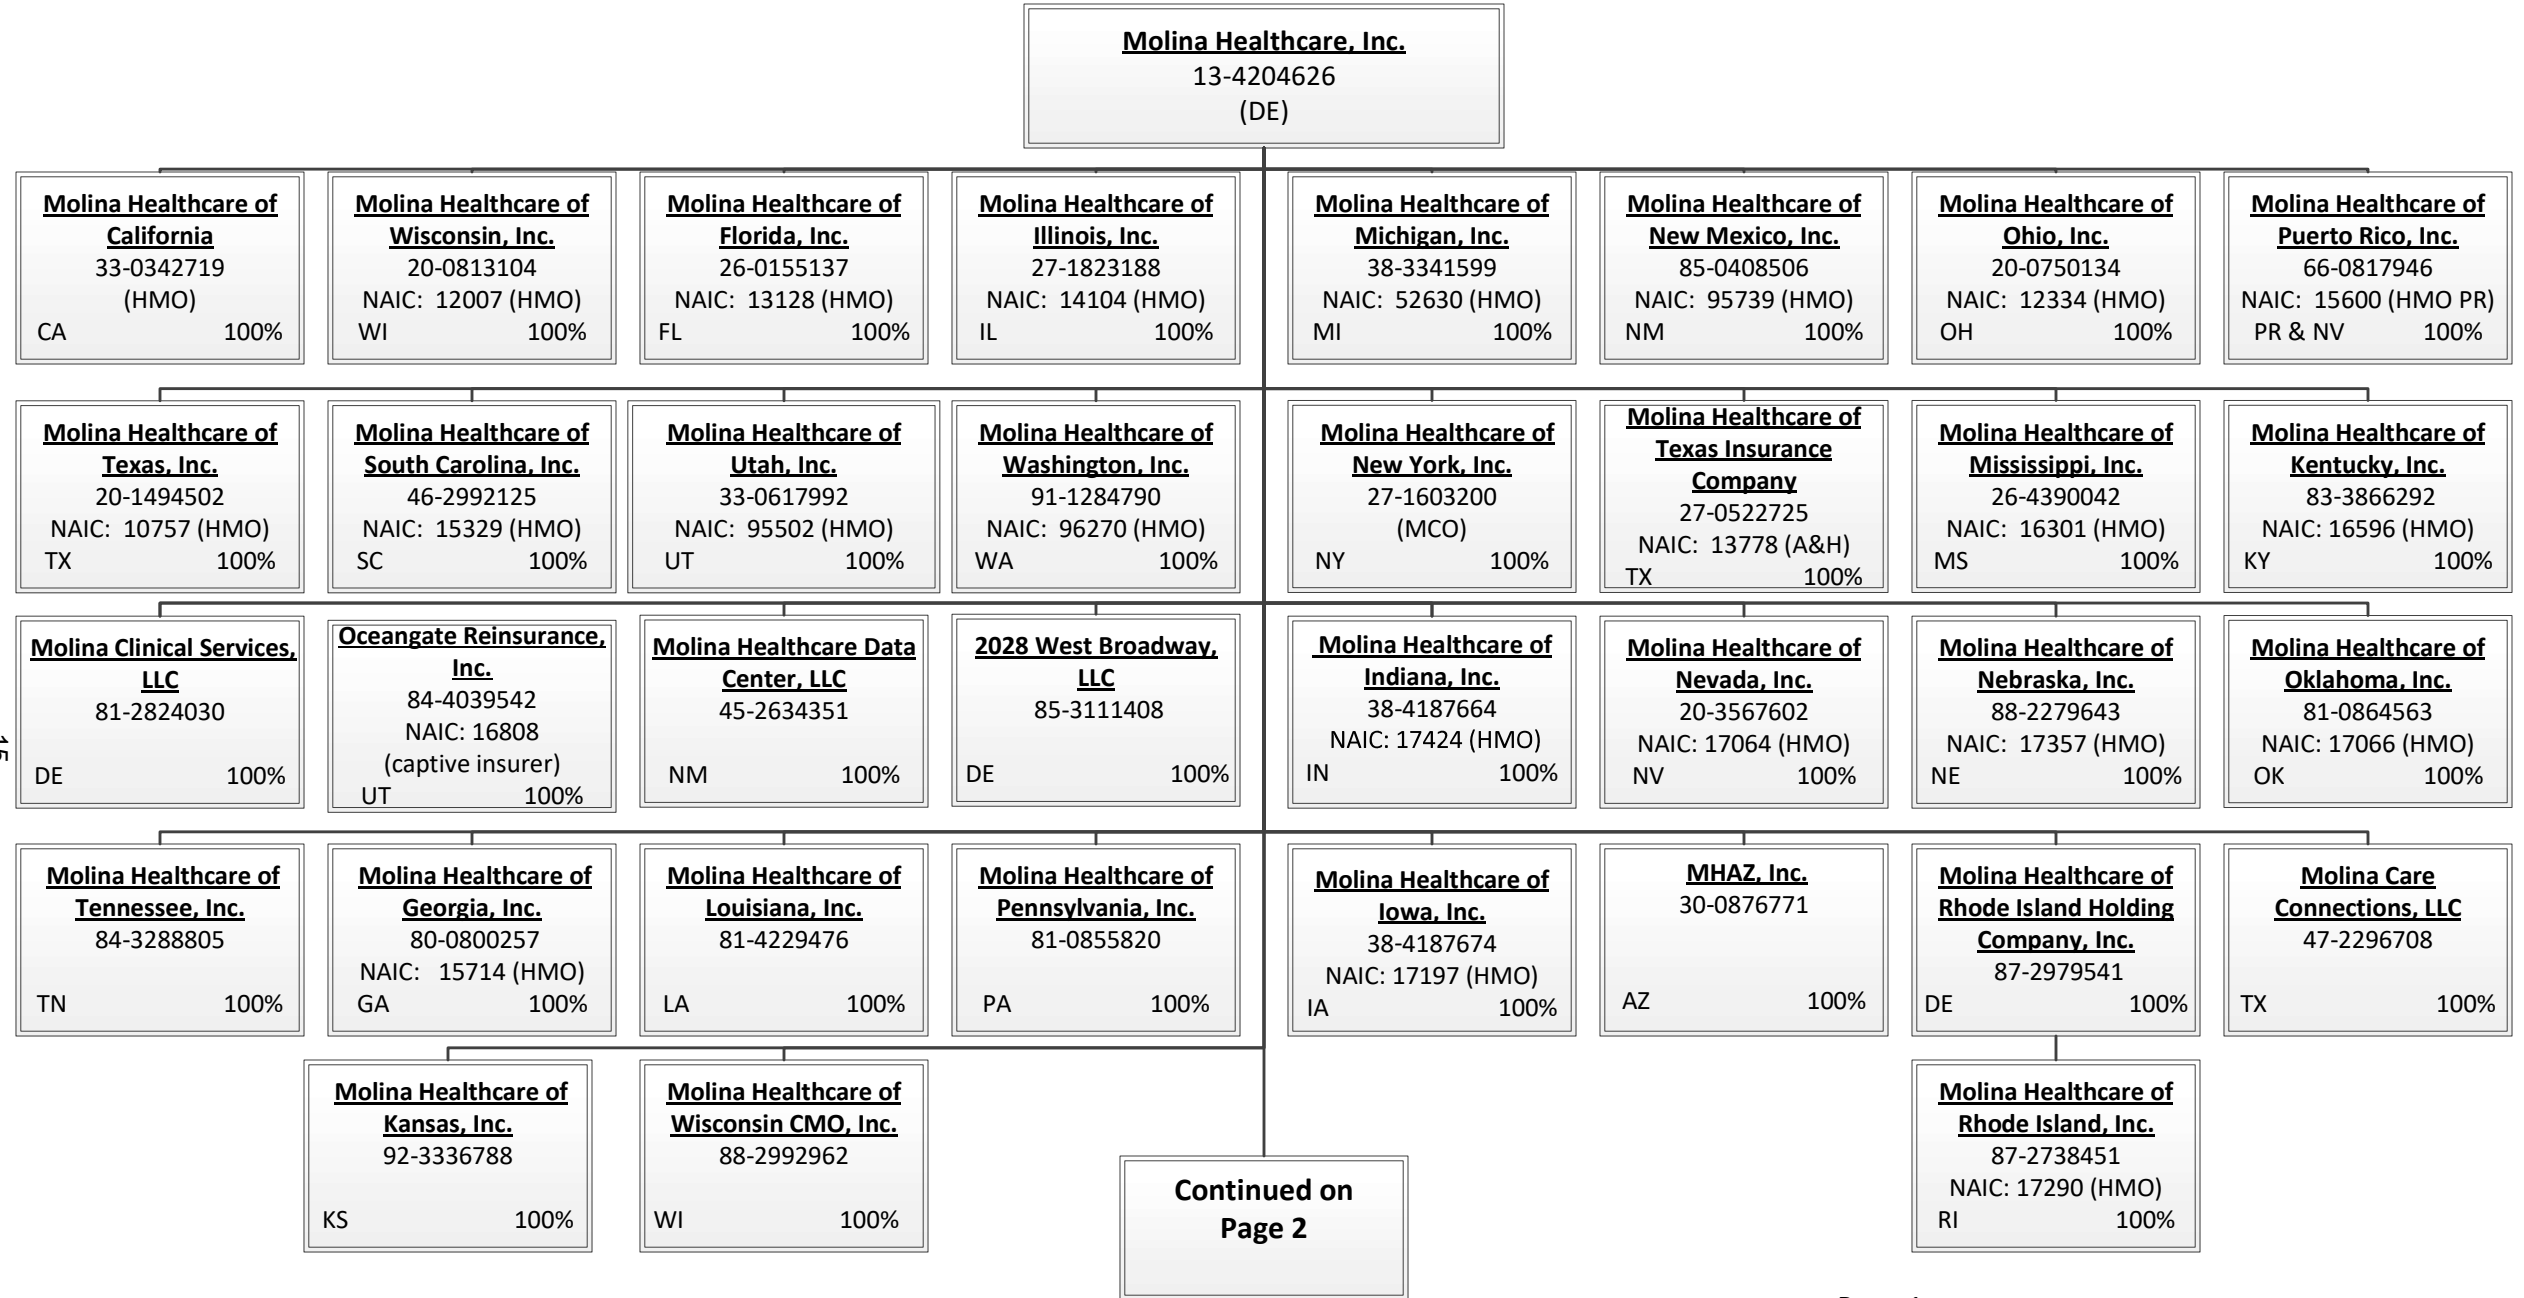 Molina Healthcare, Inc.
13-4204626
(DE)
Molina Healthcare of
California
33-0342719
(HMO)
CA 100%
Molina Healthcare of
Wisconsin, Inc.
20-0813104
NAIC: 12007 (HMO)
WI 100%
Molina Healthcare of
Florida, Inc.
26-0155137
NAIC: 13128 (HMO)
FL 100%
Molina Healthcare of
Illinois, Inc.
27-1823188
NAIC: 14104 (HMO)
IL 100%
Molina Healthcare of
Michigan, Inc.
38-3341599
NAIC: 52630 (HMO)
MI 100%
Molina Healthcare of
New Mexico, Inc.
85-0408506
NAIC: 95739 (HMO)
NM 100%
Molina Healthcare of
Ohio, Inc.
20-0750134
NAIC: 12334 (HMO)
OH 100%
Molina Healthcare of
Puerto Rico, Inc.
66-0817946
NAIC: 15600 (HMO PR)
PR & NV 100%
Molina Healthcare of
Texas, Inc.
20-1494502
NAIC: 10757 (HMO)
TX 100%
Molina Healthcare of
South Carolina, Inc.
46-2992125
NAIC: 15329 (HMO)
SC 100%
Molina Healthcare of
Utah, Inc.
33-0617992
NAIC: 95502 (HMO)
UT 100%
Molina Healthcare of
Washington, Inc.
91-1284790
NAIC: 96270 (HMO)
WA 100%
Molina Healthcare of
New York, Inc.
27-1603200
(MCO)
NY 100%
Molina Healthcare of
Texas Insurance
Company
27-0522725
NAIC: 13778 (A&H)
TX 100%
Molina Healthcare of
Mississippi, Inc.
26-4390042
NAIC: 16301 (HMO)
MS 100%
Molina Healthcare of
Kentucky, Inc.
83-3866292
NAIC: 16596 (HMO)
KY 100%
Molina Clinical Services,
LLC
81-2824030
DE 100%
Oceangate Reinsurance,
Inc.
84-4039542
NAIC: 16808
(captive insurer)
UT 100%
Molina Healthcare Data
Center, LLC
45-2634351
NM 100%
2028 West Broadway,
LLC
85-3111408
DE 100%
Molina Healthcare of
Indiana, Inc.
38-4187664
NAIC: 17424 (HMO)
IN 100%
Molina Healthcare of
Nevada, Inc.
20-3567602
NAIC: 17064 (HMO)
NV 100%
Molina Healthcare of
Nebraska, Inc.
88-2279643
NAIC: 17357 (HMO)
NE 100%
Molina Healthcare of
Oklahoma, Inc.
81-0864563
NAIC: 17066 (HMO)
OK 100%
Molina Healthcare of
Tennessee, Inc.
84-3288805
TN 100%
Molina Healthcare of
Georgia, Inc.
80-0800257
NAIC: 15714 (HMO)
GA 100%
Molina Healthcare of
Louisiana, Inc.
81-4229476
LA 100%
Molina Healthcare of
Pennsylvania, Inc.
81-0855820
PA 100%
Molina Healthcare of
Iowa, Inc.
38-4187674
NAIC: 17197 (HMO)
IA 100%
MHAZ, Inc.
30-0876771
AZ 100%
Molina Healthcare of
Rhode Island Holding
Company, Inc.
87-2979541
DE 100%
Molina Care
Connections, LLC
47-2296708
TX 100%
Molina Healthcare of
Kansas, Inc.
92-3336788
KS 100%
Molina Healthcare of
Wisconsin CMO, Inc.
88-2992962
WI 100%
Molina Healthcare of
Rhode Island, Inc.
87-2738451
NAIC: 17290 (HMO)
RI 100%
Continued on
Page 2